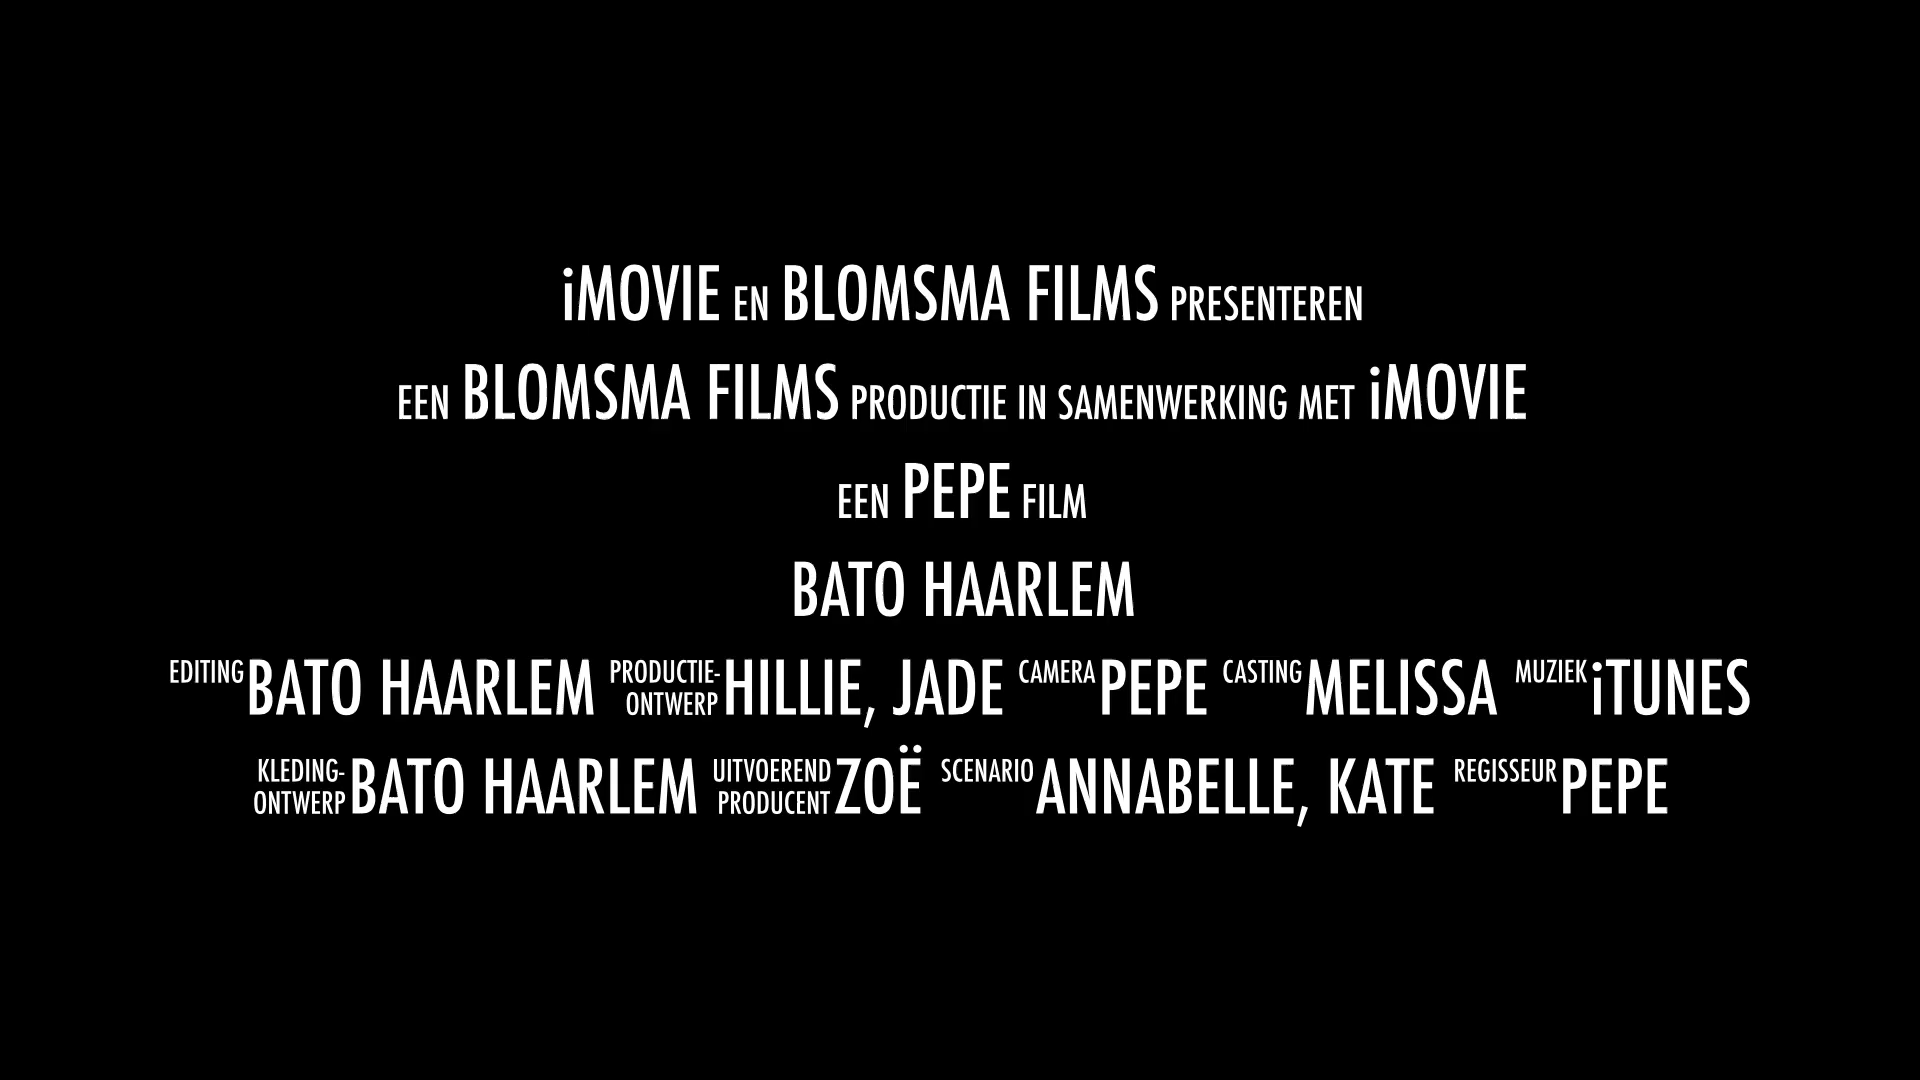 iMOVIE EN BLOMSMA FILMS PRESENTEREN
EEN BLOMSMA FILMS PRODUCTIE IN SAMENWERKING MET iMOVIE
EEN PEPE FILM
BATO HAARLEM
EDITING BATO HAARLEM PRODUCTIE-ONTWERP HILLIE, JADE CAMERA PEPE CASTING MELISSA MUZIEK iTUNES
KLEDING-ONTWERP BATO HAARLEM UITVOEREND PRODUCENT ZOË SCENARIO ANNABELLE, KATE REGISSEUR PEPE